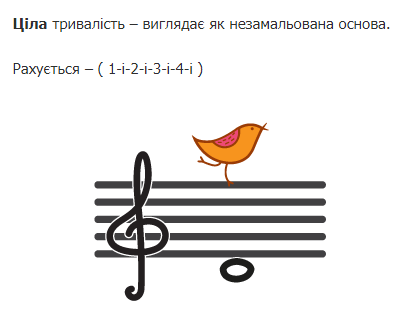 Ціла тривалість – виглядає як незамальована основа.
Рахується – ( 1-і-2-і-3-і-4-і )